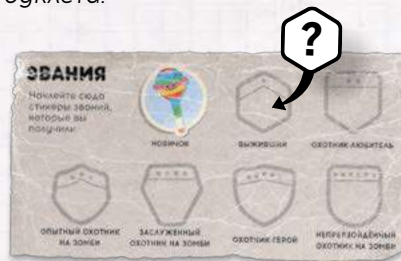 ?
ЗВАНИЯ
Наклейте сюда
стикеры званий,
которые вы
получили
НОВИЧОК
ВЫЖИВШИЙ
ОХОТНИК ЛЮБИТЕЛЬ
ОПЫТНЫЙ ОХОТНИК
НА ЗОМБИ
ЗАСЛУЖЕННЫЙ
ОХОТНИК НА ЗОМБИ
ОХОТНИК ГЕРОЙ
НЕПРЕВЗОЙДЁННЫЙ
ОХОТНИК НА ЗОМБИ